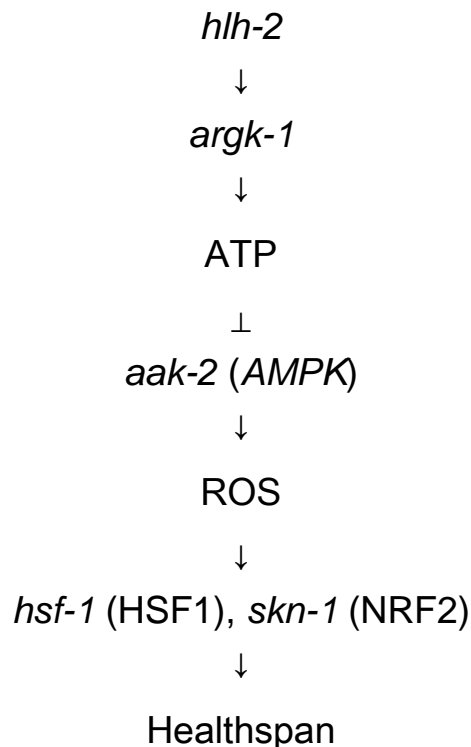 hlh-2
↓
argk-1
↓
ATP
⊥
aak-2 (AMPK)
↓
ROS
↓
hsf-1 (HSF1), skn-1 (NRF2)
↓
Healthspan